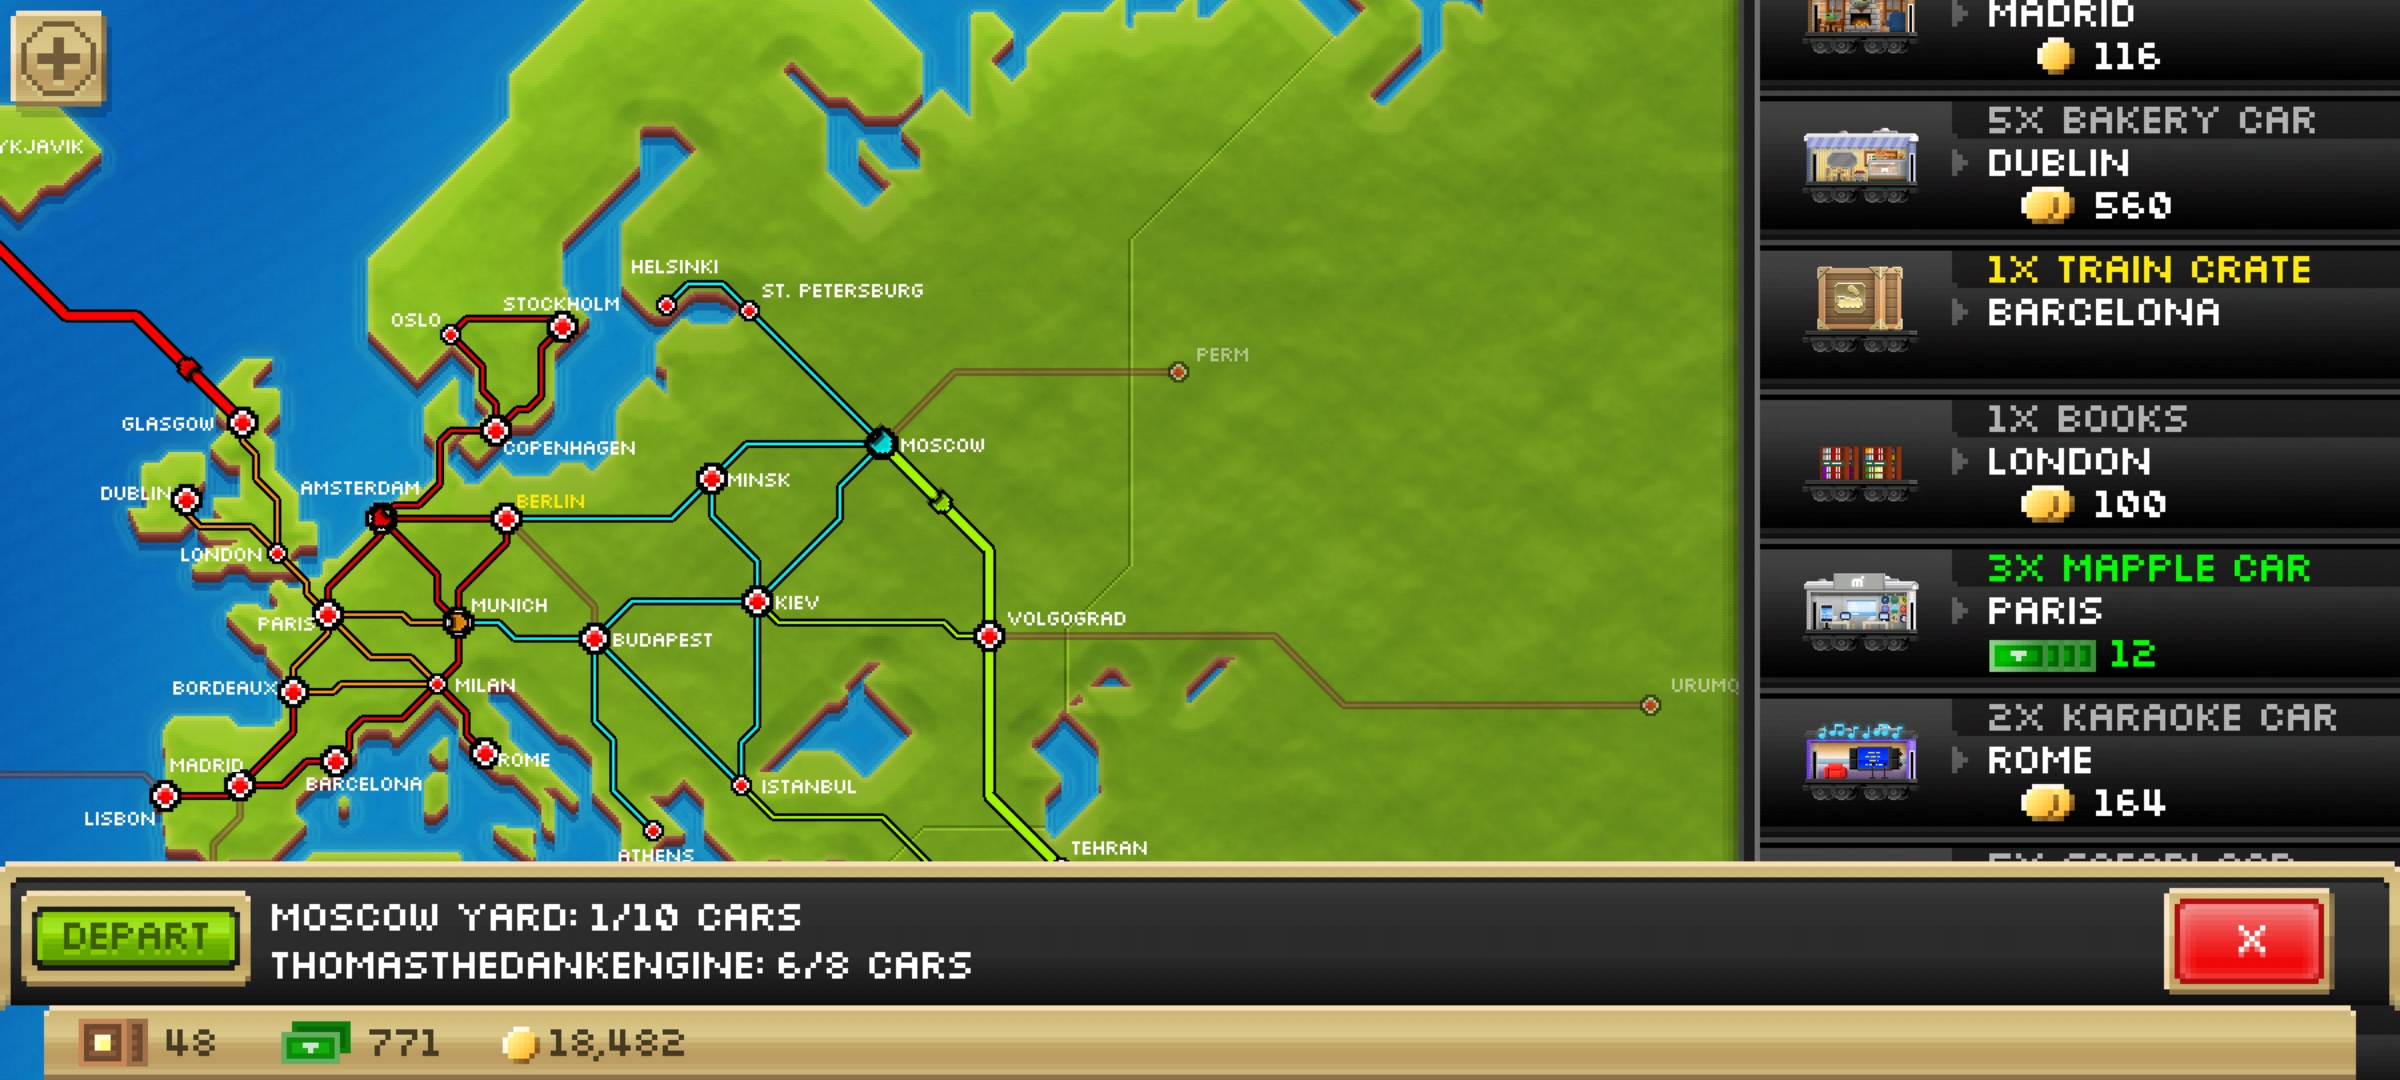 YKJAVIK
HELSINKI
ST. PETERSBURG
STOCKHOLM
OSLO
PERM
GLASGOW
COPENHAGEN
MOSCOW
MINSK
DUBLIN
AMSTERDAM
BERLIN
LONDON
PARIS
MUNICH
KIEV
VOLGOGRAD
BUDAPEST
BORDEAUX
MILAN
URUMQ
MADRID
ROME
BARCELONA
ISTANBUL
LISBON
ATHENS
TEHRAN
MADRID
116
5X BAKERY CAR
DUBLIN
560
1X TRAIN CRATE
BARCELONA
1X BOOKS
LONDON
100
3X MAPPLE CAR
PARIS
12
2X KARAOKE CAR
ROME
164
DEPART
MOSCOW YARD: 1/10 CARS
THOMASTHEDANKENGINE: 6/8 CARS
X
48
771
18,482